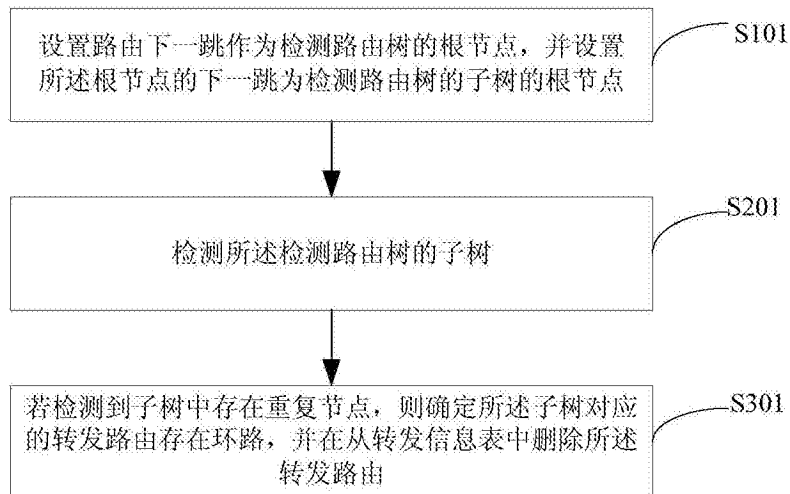 设置路由下一跳作为检测路由树的根节点，并设置
所述根节点的下一跳为检测路由树的子树的根节点
S101
检测所述检测路由树的子树
S201
若检测到子树中存在重复节点，则确定所述子树对应
的转发路由存在环路，并在从转发信息表中删除所述
转发路由
S301